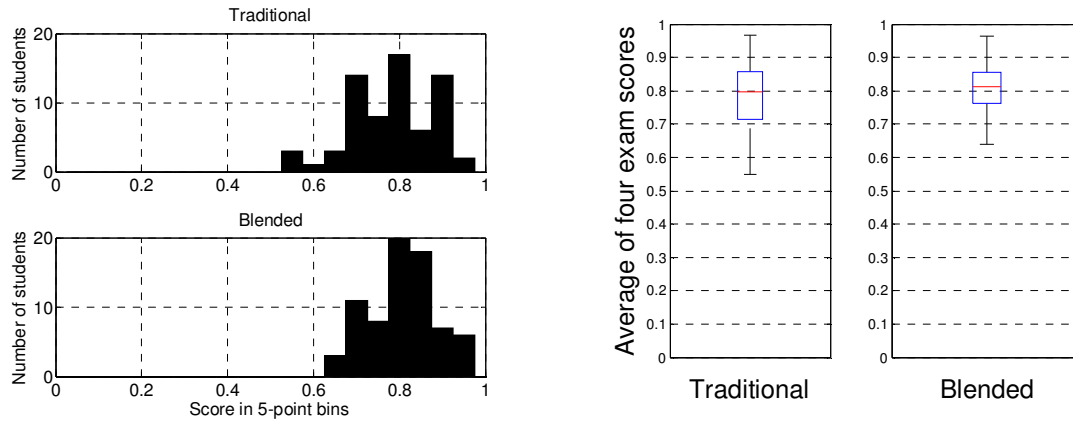 Traditional
Number of students
20
10
0
0 0.2 0.4 0.6 0.8 1
Blended
Number of students
20
10
0
0 0.2 0.4 0.6 0.8 1
Score in 5-point bins
Average of four exam scores
1
0.9
0.8
0.7
0.6
0.5
0.4
0.3
0.2
0.1
0
Traditional
1
0.9
0.8
0.7
0.6
0.5
0.4
0.3
0.2
0.1
0
Blended